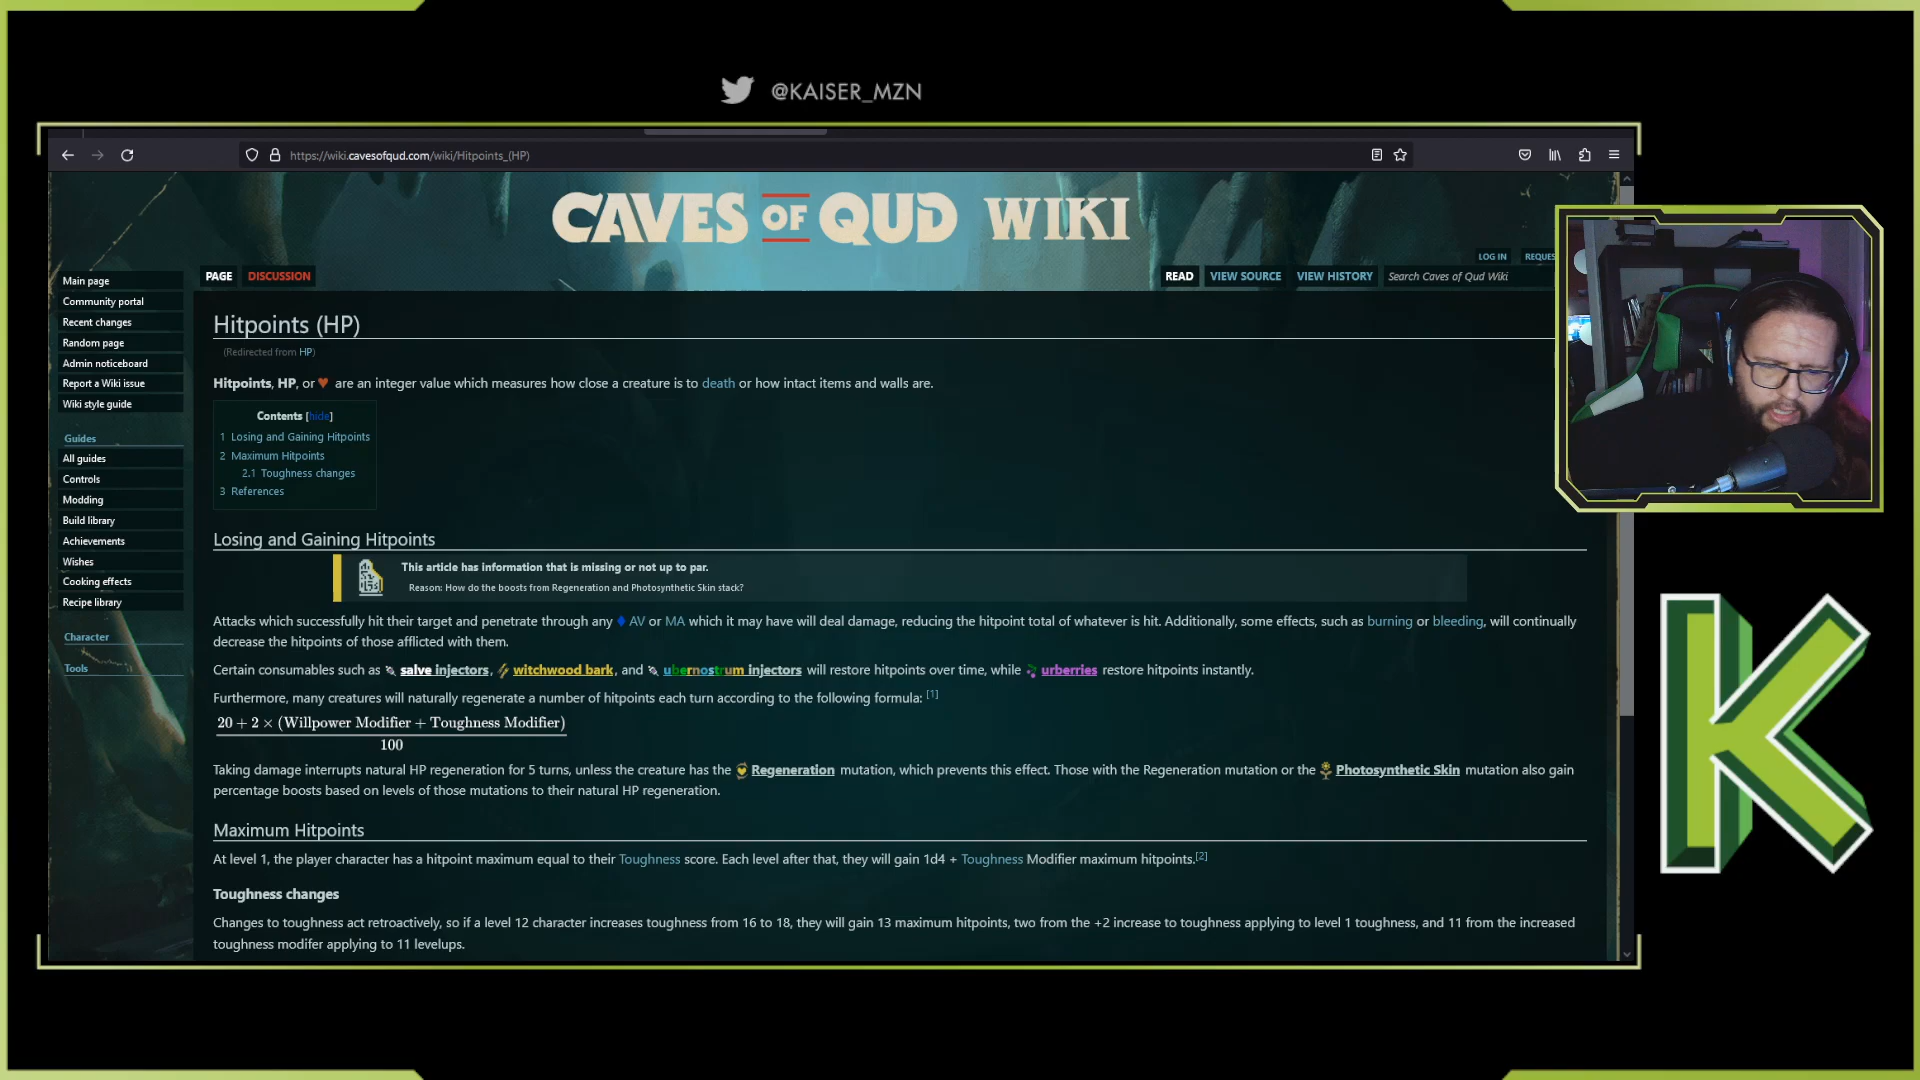 @KAISER_MZN
https://wiki.cavesofqud.com/wiki/Hitpoints_(HP)
CAVES OF QUD WIKI
LOG IN
PAGE
DISCUSSION
READ
VIEW SOURCE
VIEW HISTORY
Search Caves of Qud Wiki
Main page
Community portal
Recent changes
Random page
Admin noticeboard
Report a Wiki issue
Wiki style guide
Guides
All guides
Controls
Modding
Build library
Achievements
Wishes
Cooking effects
Recipe library
Character
Tools
Hitpoints (HP)
(Redirected from HP)
Hitpoints, HP, or ♥ are an integer value which measures how close a creature is to death or how intact items and walls are.
Contents [hide]
1 Losing and Gaining Hitpoints
2 Maximum Hitpoints
2.1 Toughness changes
3 References
Losing and Gaining Hitpoints
This article has information that is missing or not up to par.
Reason: How do the boosts from Regeneration and Photosynthetic Skin stack?
Attacks which successfully hit their target and penetrate through any ♦ AV or MA which it may have will deal damage, reducing the hitpoint total of whatever is hit. Additionally, some effects, such as burning or bleeding, will continually
decrease the hitpoints of those afflicted with them.
Certain consumables such as salve injectors, witchwood bark, and ubernostrum injectors will restore hitpoints over time, while urberries restore hitpoints instantly.
Furthermore, many creatures will naturally regenerate a number of hitpoints each turn according to the following formula: [1]
20 + 2 × (Willpower Modifier + Toughness Modifier)
100
Taking damage interrupts natural HP regeneration for 5 turns, unless the creature has the Regeneration mutation, which prevents this effect. Those with the Regeneration mutation or the Photosynthetic Skin mutation also gain
percentage boosts based on levels of those mutations to their natural HP regeneration.
Maximum Hitpoints
At level 1, the player character has a hitpoint maximum equal to their Toughness score. Each level after that, they will gain 1d4 + Toughness Modifier maximum hitpoints.[2]
Toughness changes
Changes to toughness act retroactively, so if a level 12 character increases toughness from 16 to 18, they will gain 13 maximum hitpoints, two from the +2 increase to toughness applying to level 1 toughness, and 11 from the increased
toughness modifer applying to 11 levelups.
K